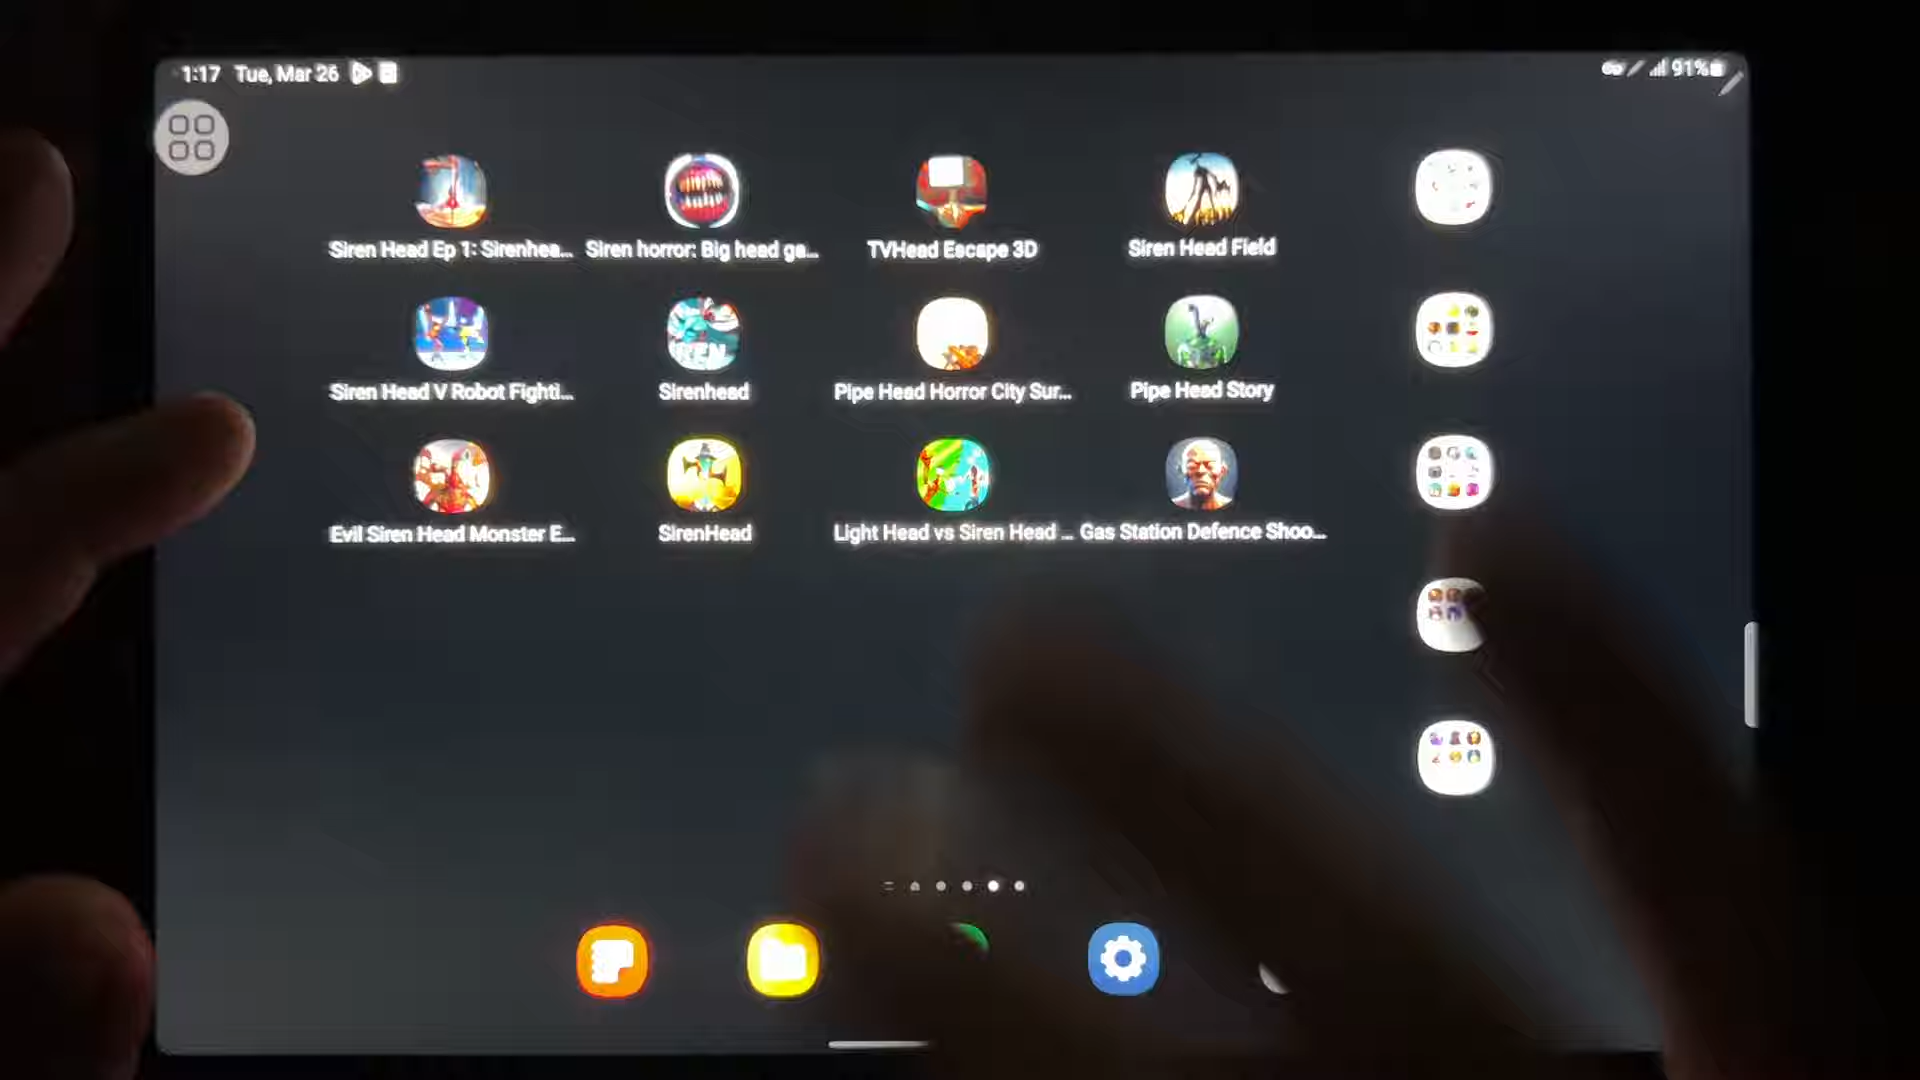 1:17 Tue, Mar 26
91%
Siren Head Ep 1: Sirenhea...
Siren horror: Big head ga...
TVHead Escape 3D
Siren Head Field
Siren Head V Robot Fighti...
Sirenhead
Pipe Head Horror City Sur...
Pipe Head Story
Evil Siren Head Monster E...
SirenHead
Light Head vs Siren Head ...
Gas Station Defence Shoo...